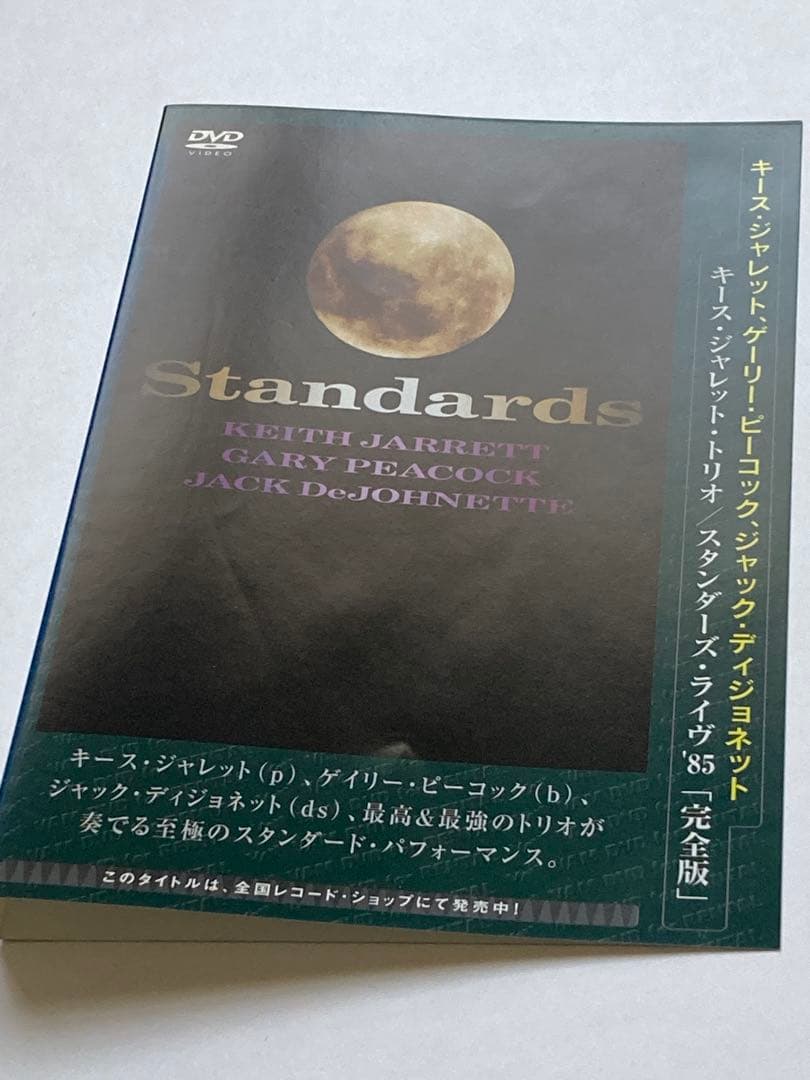 DVD
VIDEO
Standards
KEITH JARRETT
GARY PEACOCK
JACK DeJOHNETTE
キース・ジャレット、ゲーリー・ピーコック、ジャック・ディジョネット
キース・ジャレット・トリオ/スタンダーズ・ライヴ'85「完全版」
キース・ジャレット(p)、ゲイリー・ピーコック(b)、
ジャック・ディジョネット(ds)、最高&最強のトリオが
奏でる至極のスタンダード・パフォーマンス。
このタイトルは、全国レコード・ショップにて発売中!